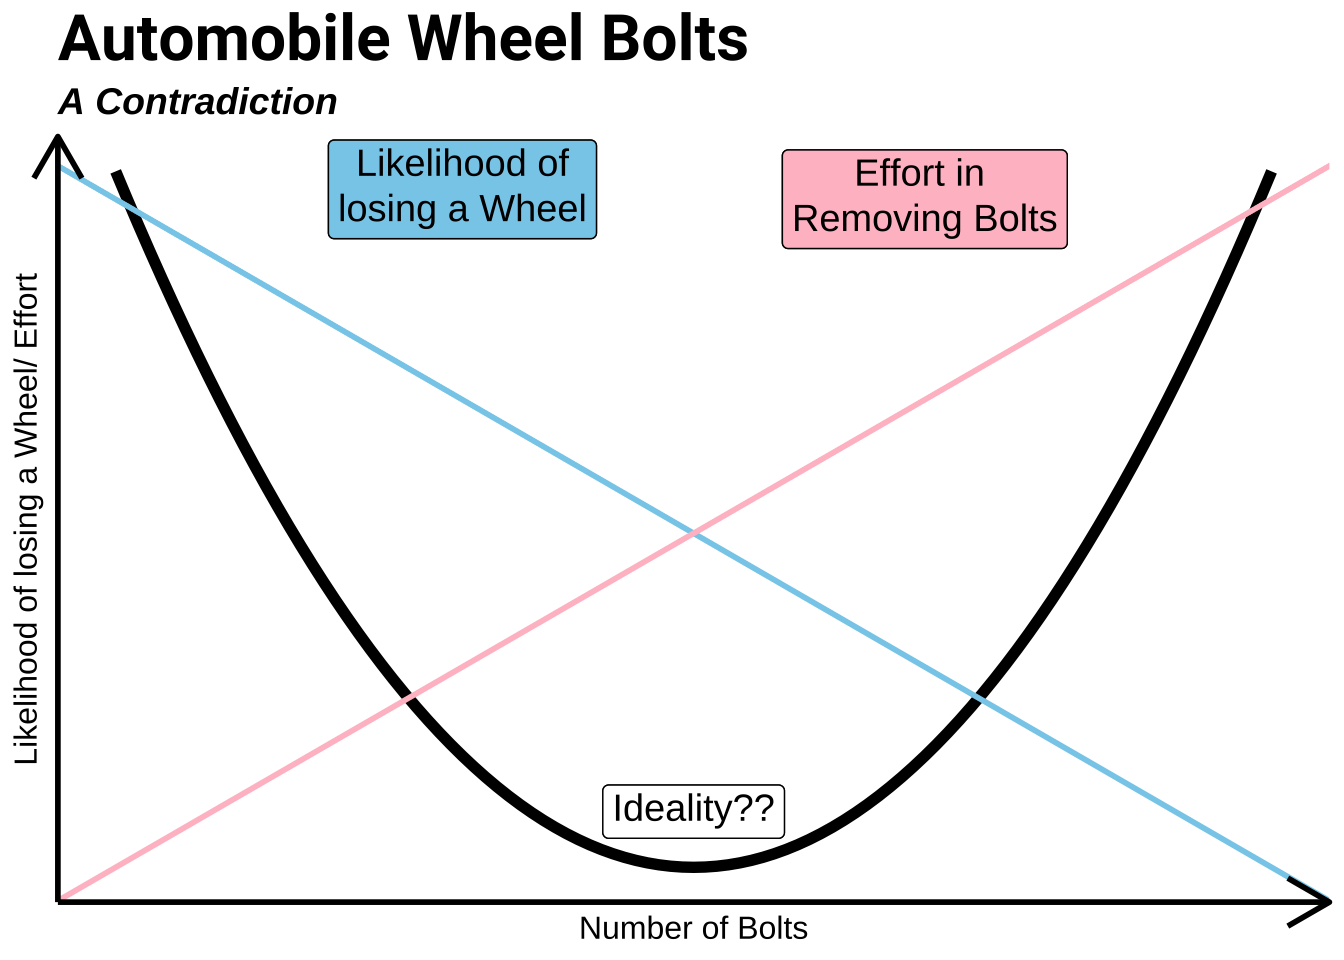 Automobile Wheel Bolts
A Contradiction
Likelihood of
losing a Wheel
Effort in
Removing Bolts
Likelihood of losing a Wheel/ Effort
Ideality??
Number of Bolts